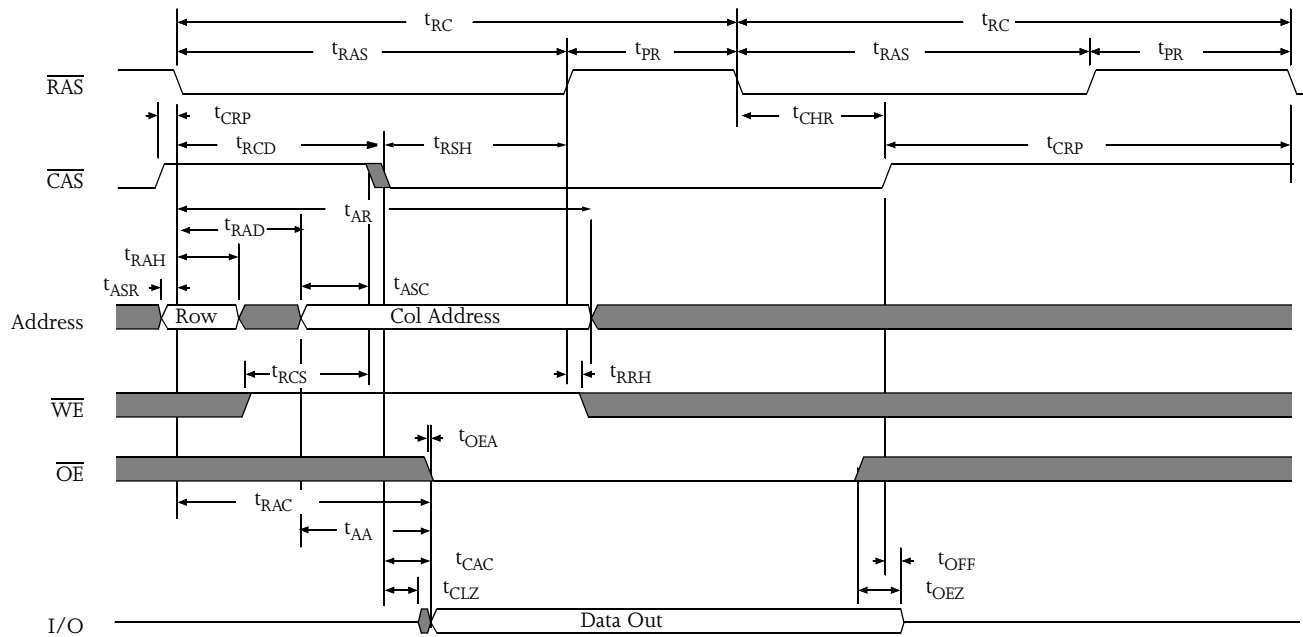 tRC tRC
tRAS tPR tRAS tPR
RAS
tCRP tCHR
tRCD tRSH tCRP
CAS
tAR
tRAD
tRAH
tASR tASC
Address Row Col Address
tRCS tRRH
WE
tOEA
OE
tRAC
tAA
tCAC tOFF
tCLZ tOEZ
I/O Data Out